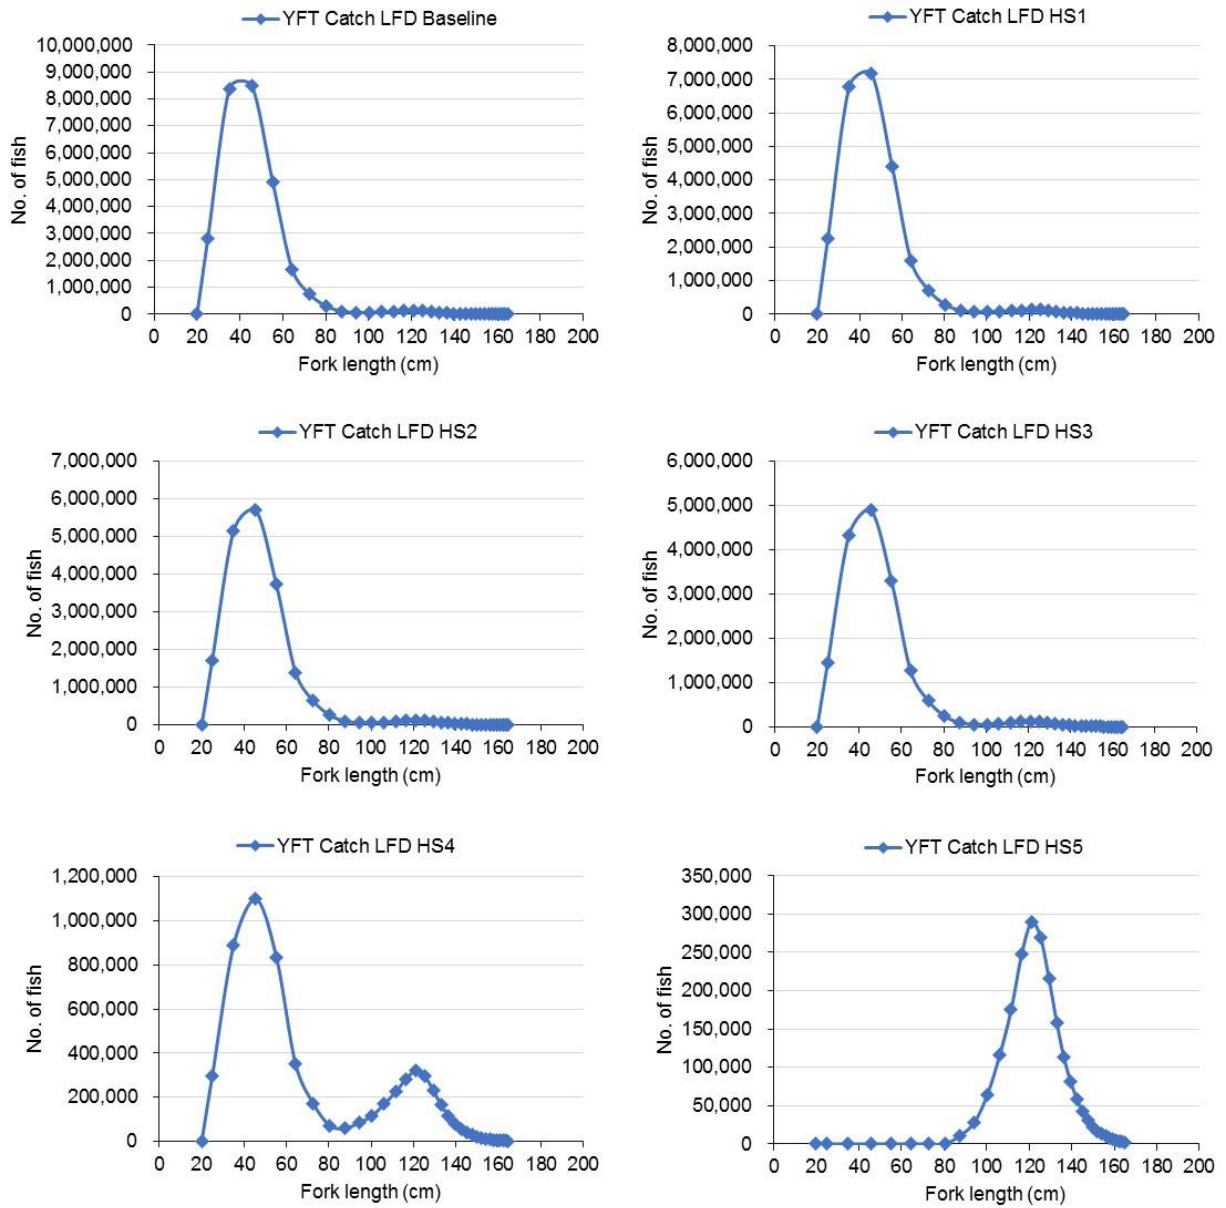 YFT Catch LFD Baseline
10,000,000
9,000,000
8,000,000
7,000,000
6,000,000
5,000,000
4,000,000
3,000,000
2,000,000
1,000,000
0
No. of fish
0 20 40 60 80 100 120 140 160 180 200
Fork length (cm)
YFT Catch LFD HS1
8,000,000
7,000,000
6,000,000
5,000,000
4,000,000
3,000,000
2,000,000
1,000,000
0
No. of fish
0 20 40 60 80 100 120 140 160 180 200
Fork length (cm)
YFT Catch LFD HS2
7,000,000
6,000,000
5,000,000
4,000,000
3,000,000
2,000,000
1,000,000
0
No. of fish
0 20 40 60 80 100 120 140 160 180 200
Fork length (cm)
YFT Catch LFD HS3
6,000,000
5,000,000
4,000,000
3,000,000
2,000,000
1,000,000
0
No. of fish
0 20 40 60 80 100 120 140 160 180 200
Fork length (cm)
YFT Catch LFD HS4
1,200,000
1,000,000
800,000
600,000
400,000
200,000
0
No. of fish
0 20 40 60 80 100 120 140 160 180 200
Fork length (cm)
YFT Catch LFD HS5
350,000
300,000
250,000
200,000
150,000
100,000
50,000
0
No. of fish
0 20 40 60 80 100 120 140 160 180 200
Fork length (cm)